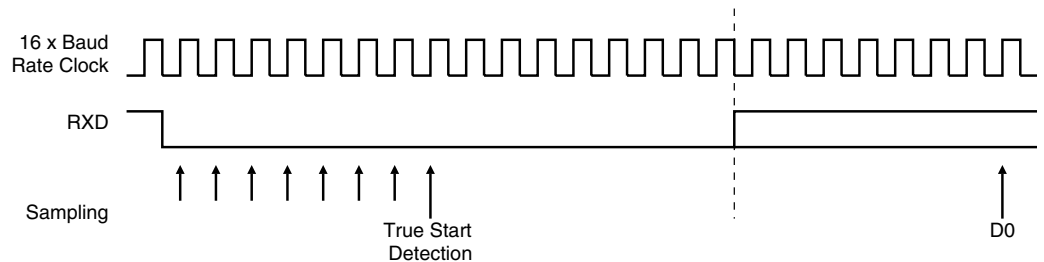 16 x Baud
Rate Clock
RXD
Sampling
True Start
Detection
D0